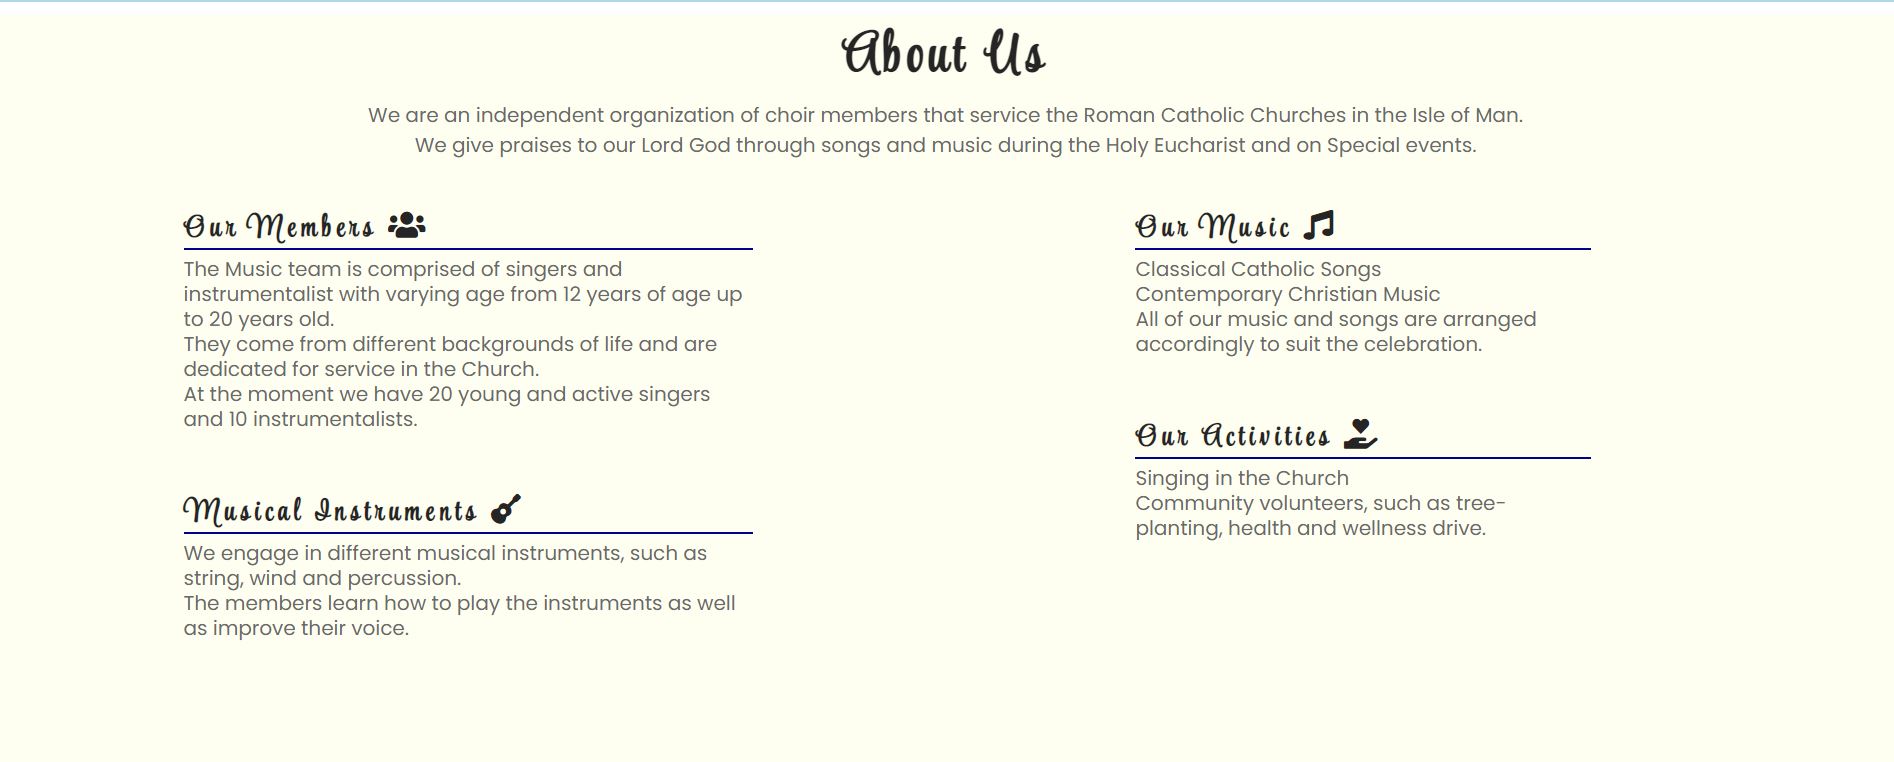 About Us
We are an independent organization of choir members that service the Roman Catholic Churches in the Isle of Man.
We give praises to our Lord God through songs and music during the Holy Eucharist and on Special events.
Our Members
The Music team is comprised of singers and
instrumentalist with varying age from 12 years of age up
to 20 years old.
They come from different backgrounds of life and are
dedicated for service in the Church.
At the moment we have 20 young and active singers
and 10 instrumentalists.
Musical Instruments
We engage in different musical instruments, such as
string, wind and percussion.
The members learn how to play the instruments as well
as improve their voice.
Our Music
Classical Catholic Songs
Contemporary Christian Music
All of our music and songs are arranged
accordingly to suit the celebration.
Our Activities
Singing in the Church
Community volunteers, such as tree-
planting, health and wellness drive.